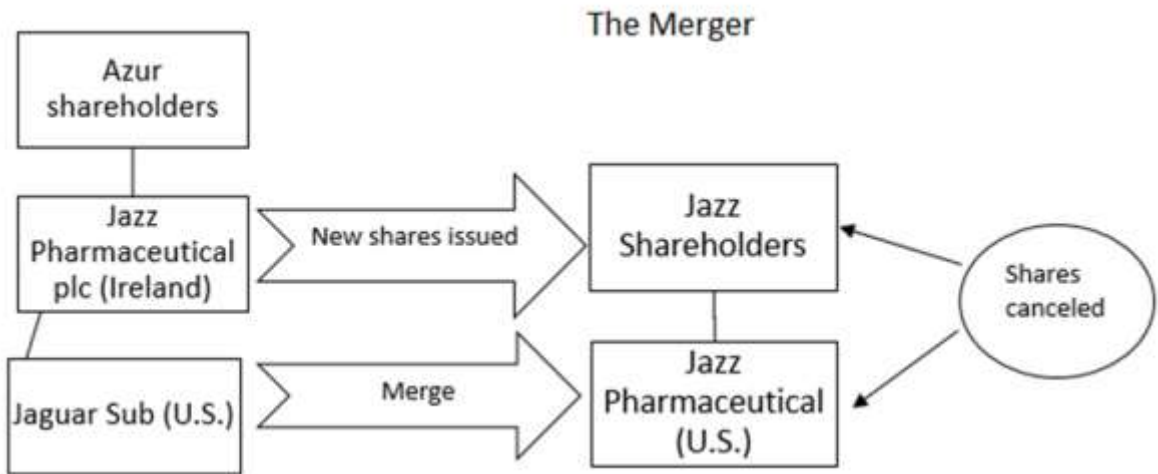 The Merger
Azur
shareholders
Jazz
Pharmaceutical
plc (Ireland)
New shares issued
Jazz
Shareholders
Shares
canceled
Jaguar Sub (U.S.)
Merge
Jazz
Pharmaceutical
(U.S.)